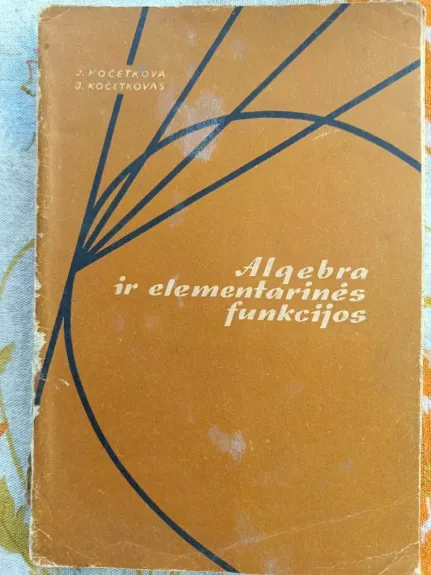 J. KOČETKOVA
J. KOČETKOVAS
Algebra
ir elementarinės
funkcijos